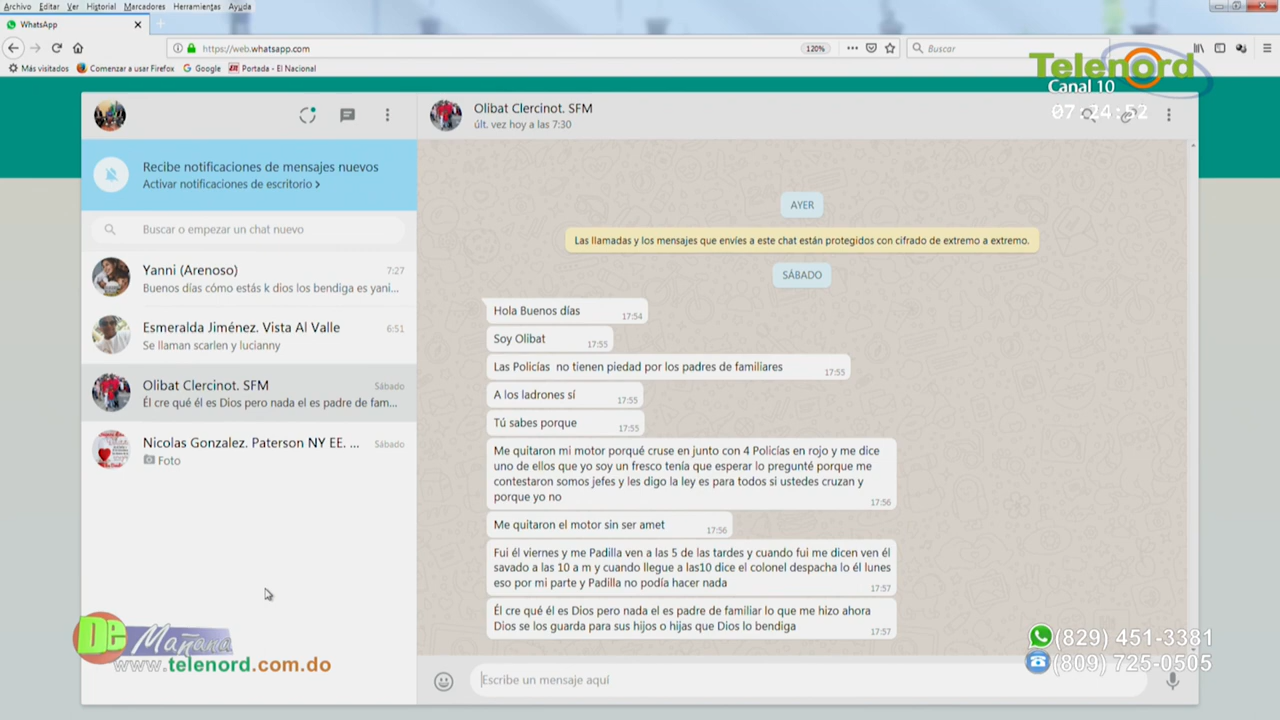 Archivo Editar Ver Historial Marcadores Herramientas Ayuda
WhatsApp
https://web.whatsapp.com
120%
Buscar
Más visitados Comenzar a usar Firefox Google Portada - El Nacional
Telenord
Canal 10
07:24:52
Olibat Clercinot. SFM
últ. vez hoy a las 7:30
Recibe notificaciones de mensajes nuevos
Activar notificaciones de escritorio >
Buscar o empezar un chat nuevo
Yanni (Arenoso) 7:27
Buenos días cómo estás k dios los bendiga es yani...
Esmeralda Jiménez. Vista Al Valle 6:51
Se llaman scarlen y lucianny
Olibat Clercinot. SFM Sábado
Él cre qué él es Dios pero nada el es padre de fam...
Nicolas Gonzalez. Paterson NY EE. ... Sábado
Foto
AYER
Las llamadas y los mensajes que envíes a este chat están protegidos con cifrado de extremo a extremo.
SÁBADO
Hola Buenos días 17:54
Soy Olibat 17:55
Las Policías no tienen piedad por los padres de familiares 17:55
A los ladrones sí 17:55
Tú sabes porque 17:55
Me quitaron mi motor porqué cruse en junto con 4 Policías en rojo y me dice
uno de ellos que yo soy un fresco tenía que esperar lo pregunté porque me
contestaron somos jefes y les digo la ley es para todos si ustedes cruzan y
porque yo no 17:56
Me quitaron el motor sin ser amet 17:56
Fui él viernes y me Padilla ven a las 5 de las tardes y cuando fui me dicen ven él
savado a las 10 a m y cuando llegue a las10 dice el colonel despacha lo él lunes
eso por mi parte y Padilla no podía hacer nada 17:57
Él cre qué él es Dios pero nada el es padre de familiar lo que me hizo ahora
Dios se los guarda para sus hijos o hijas que Dios lo bendiga 17:57
Escribe un mensaje aquí
De Mañana
www.telenord.com.do
(829) 451-3381
(809) 725-0505